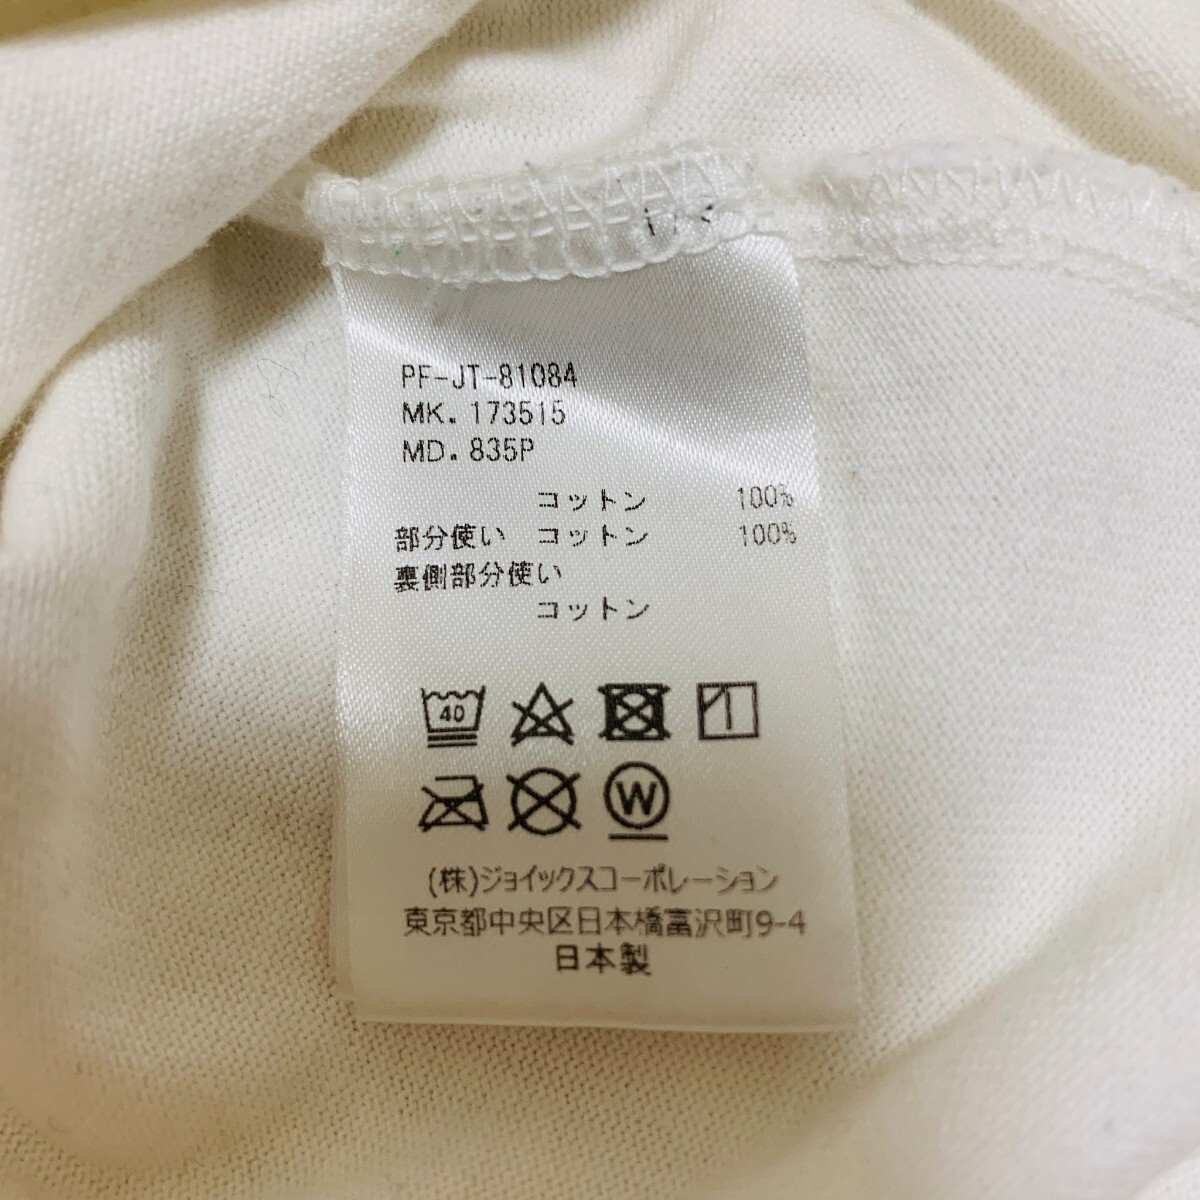 PF-JT-81084
MK. 173515
MD. 835P
コットン 100%
部分使い コットン 100%
裏側部分使い
コットン
40
W
(株)ジョイックスコーポレーション
東京都中央区日本橋富沢町9-4
日本製